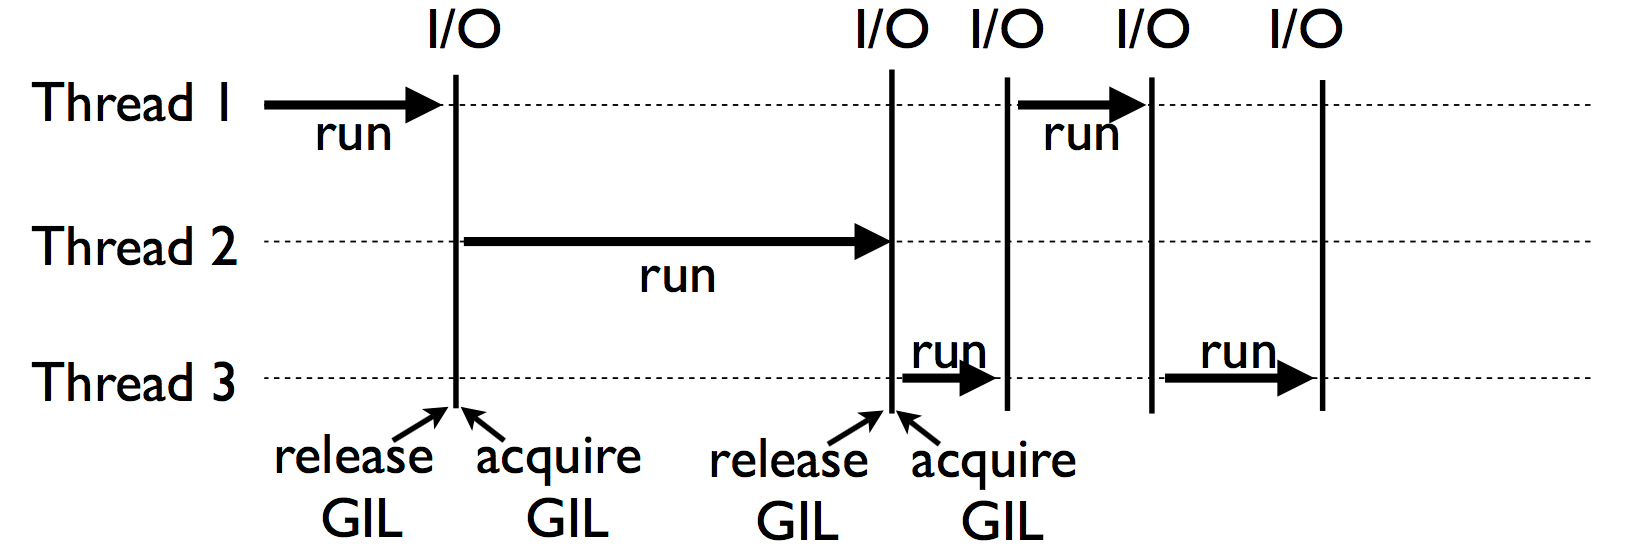 I/O I/O I/O I/O I/O
Thread 1
run run
Thread 2
run
run run
Thread 3
release acquire release acquire
GIL GIL GIL GIL